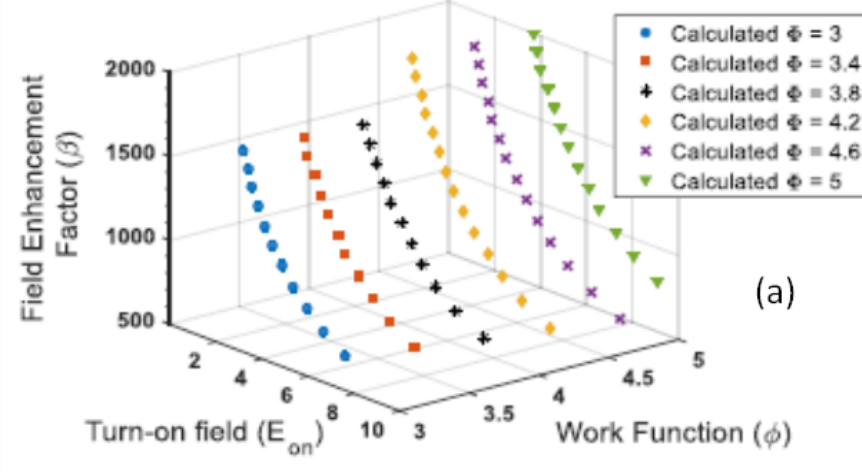 Calculated Φ = 3
Calculated Φ = 3.4
Calculated Φ = 3.8
Calculated Φ = 4.2
Calculated Φ = 4.6
Calculated Φ = 5
2000
1500
1000
500
Field Enhancement
Factor (β)
(a)
2
4
6
8
10
3
3.5
4
4.5
5
Turn-on field (E_on)
Work Function (ϕ)